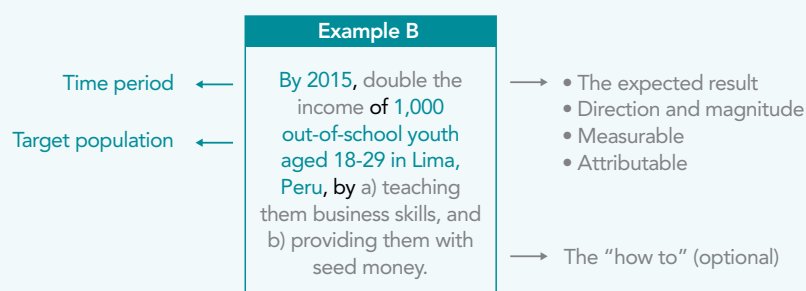 Example B
Time period
Target population
By 2015, double the
income of 1,000
out-of-school youth
aged 18-29 in Lima,
Peru, by a) teaching
them business skills, and
b) providing them with
seed money.
• The expected result
• Direction and magnitude
• Measurable
• Attributable
The “how to” (optional)